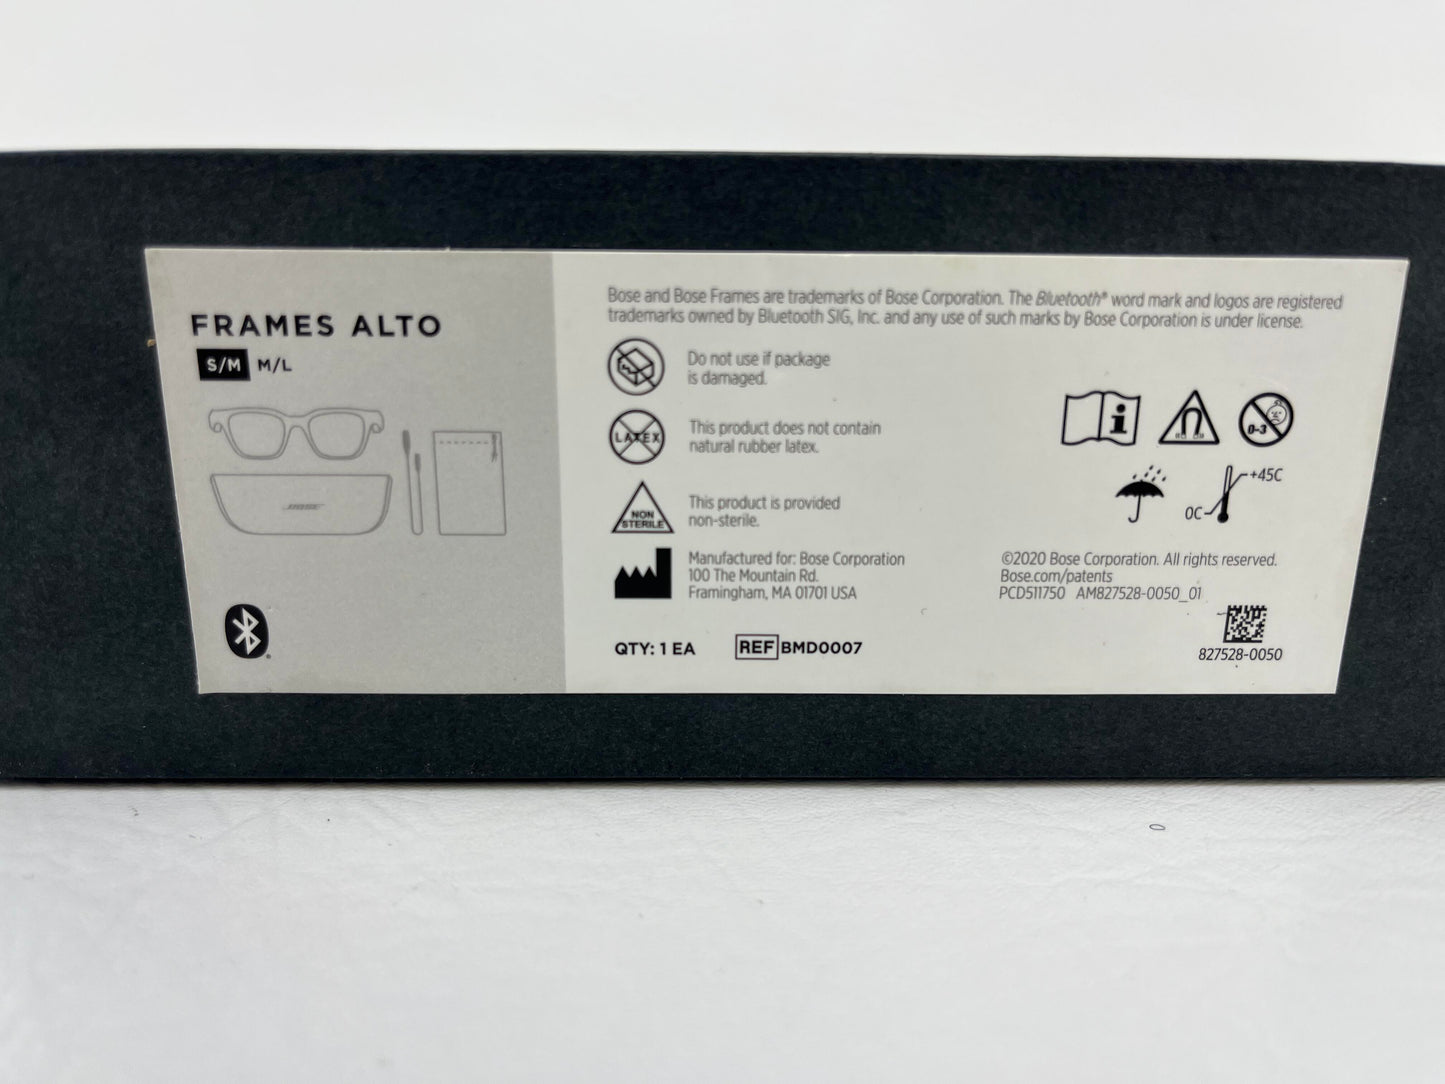 FRAMES ALTO
S/M M/L
BOSE
Bose and Bose Frames are trademarks of Bose Corporation. The Bluetooth® word mark and logos are registered
trademarks owned by Bluetooth SIG, Inc. and any use of such marks by Bose Corporation is under license.
Do not use if package
is damaged.
LATEX
This product does not contain
natural rubber latex.
NON
STERILE
This product is provided
non-sterile.
Manufactured for: Bose Corporation
100 The Mountain Rd.
Framingham, MA 01701 USA
QTY: 1 EA
REF BMD0007
i
0-3
+45C
0C
©2020 Bose Corporation. All rights reserved.
Bose.com/patents
PCD511750 AM827528-0050_01
827528-0050